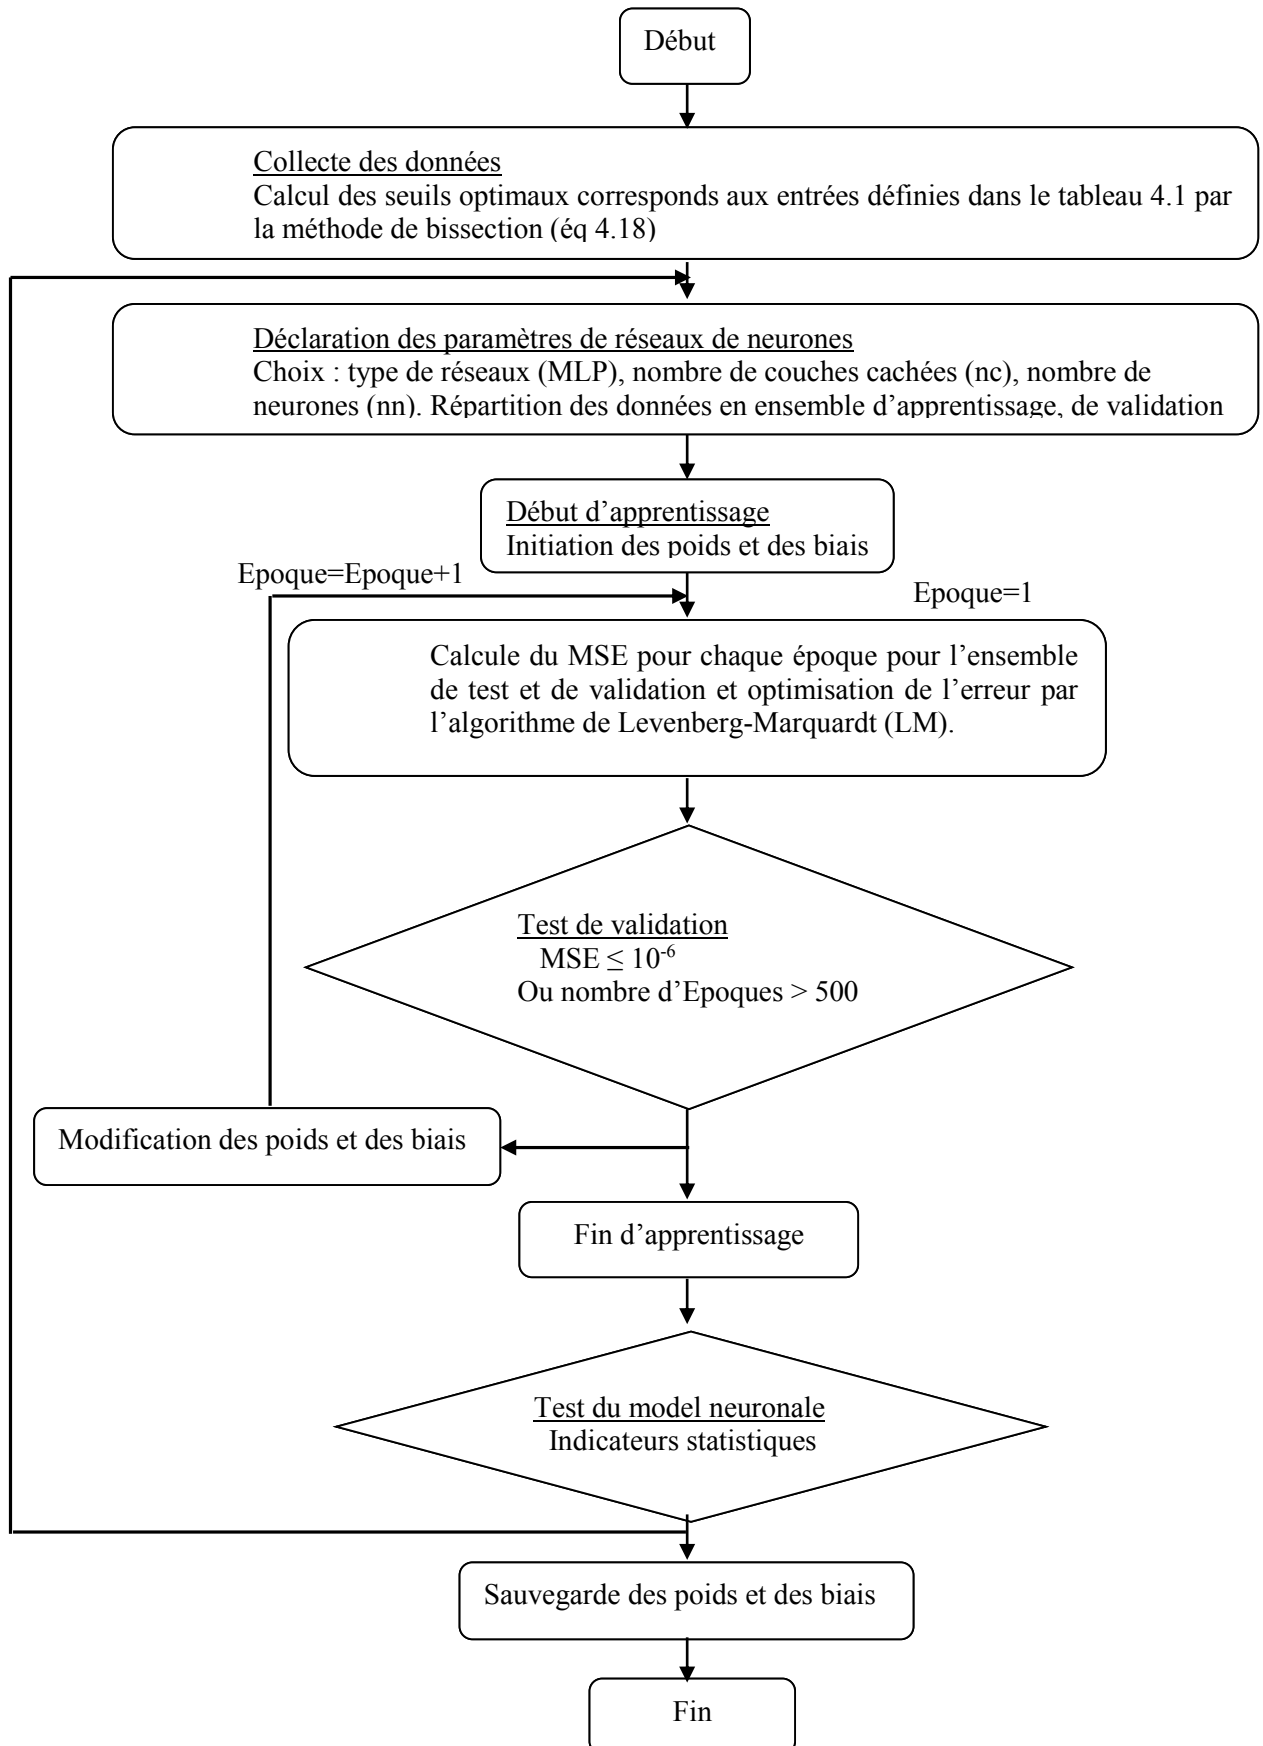 Début
Collecte des données
Calcul des seuils optimaux corresponds aux entrées définies dans le tableau 4.1 par
la méthode de bissection (éq 4.18)
Déclaration des paramètres de réseaux de neurones
Choix : type de réseaux (MLP), nombre de couches cachées (nc), nombre de
neurones (nn). Répartition des données en ensemble d’apprentissage, de validation
Début d’apprentissage
Initiation des poids et des biais
Epoque=Epoque+1
Epoque=1
Calcule du MSE pour chaque époque pour l’ensemble
de test et de validation et optimisation de l’erreur par
l’algorithme de Levenberg-Marquardt (LM).
Test de validation
MSE ≤ 10⁻⁶
Ou nombre d’Epoques > 500
Modification des poids et des biais
Fin d’apprentissage
Test du model neuronale
Indicateurs statistiques
Sauvegarde des poids et des biais
Fin